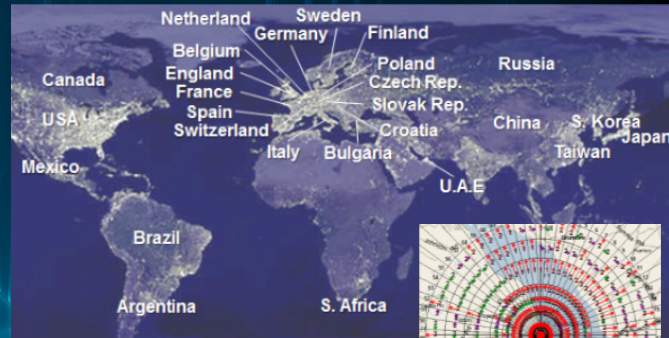 Netherland
Sweden
Germany
Finland
Belgium
Poland
Russia
Canada
England
Czech Rep.
France
Slovak Rep.
USA
Spain
China
S. Korea
Switzerland
Croatia
Japan
Mexico
Italy
Bulgaria
Taiwan
U.A.E
Brazil
Argentina
S. Africa